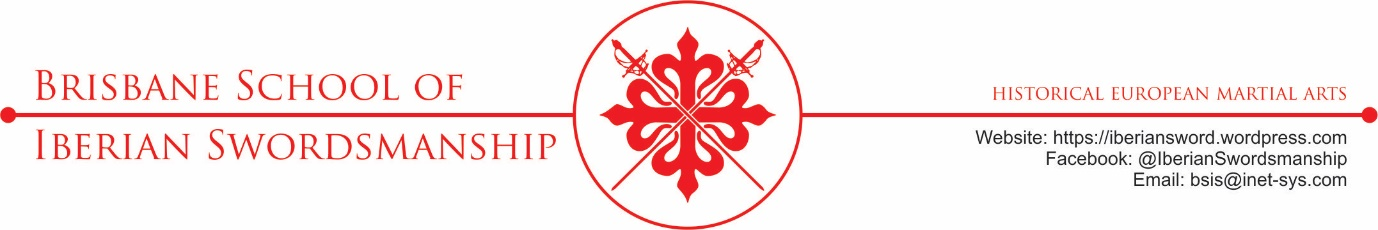 BRISBANE SCHOOL OF
IBERIAN SWORDSMANSHIP
HISTORICAL EUROPEAN MARTIAL ARTS
Website: https://iberiansword.wordpress.com
Facebook: @IberianSwordsmanship
Email: bsis@inet-sys.com